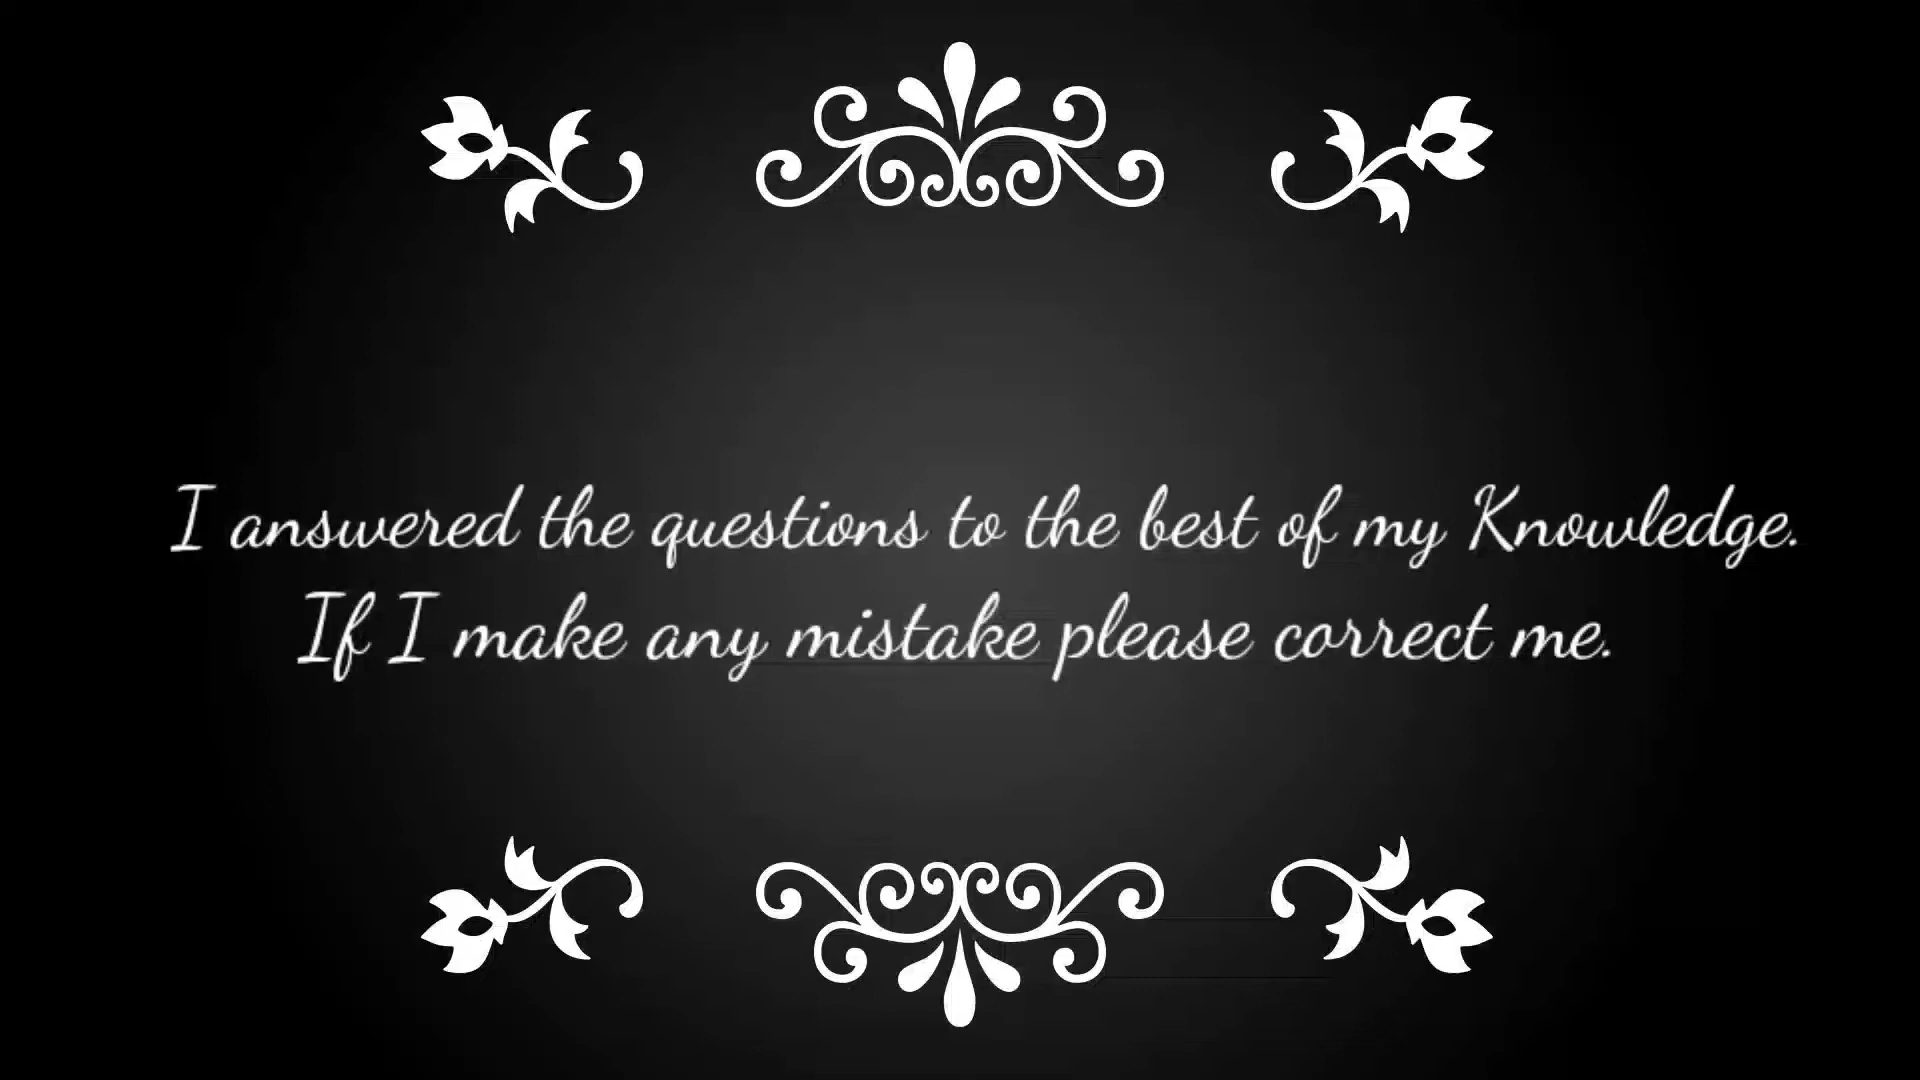 I answered the questions to the best of my Knowledge.
If I make any mistake please correct me.